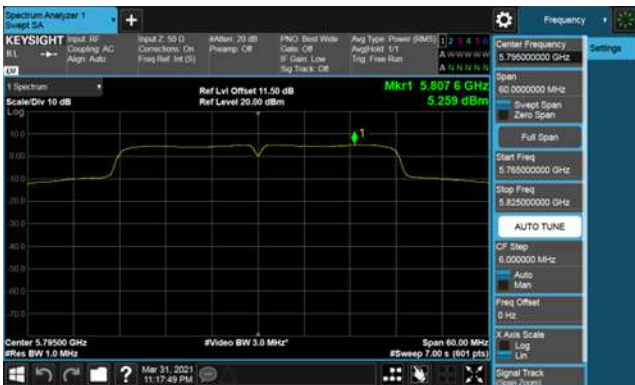 Spectrum Analyzer 1
Swept SA
+
Frequency
KEYSIGHT
RL
Input: RF
Coupling: AC
Align: Auto
Input Z: 50 Ω
Corrections: On
Freq Ref: Int (S)
#Atten: 20 dB
Preamp: Off
PNO: Best Wide
Gate: Off
IF Gain: Low
Sig Track: Off
Avg Type: Power (RMS)
Avg|Hold: 1/1
Trig: Free Run
1 2 3 4 5 6
A W W W W W
A N N N N N
1 Spectrum
Scale/Div 10 dB
Log
Ref Lvl Offset 11.50 dB
Ref Level 20.00 dBm
Mkr1 5.807 6 GHz
5.259 dBm
1
10.0
0.00
-10.0
-20.0
-30.0
-40.0
-50.0
-60.0
-70.0
Center 5.79500 GHz
#Res BW 1.0 MHz
#Video BW 3.0 MHz*
Span 60.00 MHz
#Sweep 7.00 s (601 pts)
Mar 31, 2021
11:17:49 PM
Center Frequency
5.795000000 GHz
Settings
Span
60.0000000 MHz
Swept Span
Zero Span
Full Span
Start Freq
5.765000000 GHz
Stop Freq
5.825000000 GHz
AUTO TUNE
CF Step
6.000000 MHz
Auto
Man
Freq Offset
0 Hz
X Axis Scale
Log
Lin
Signal Track
(Span Zoom)